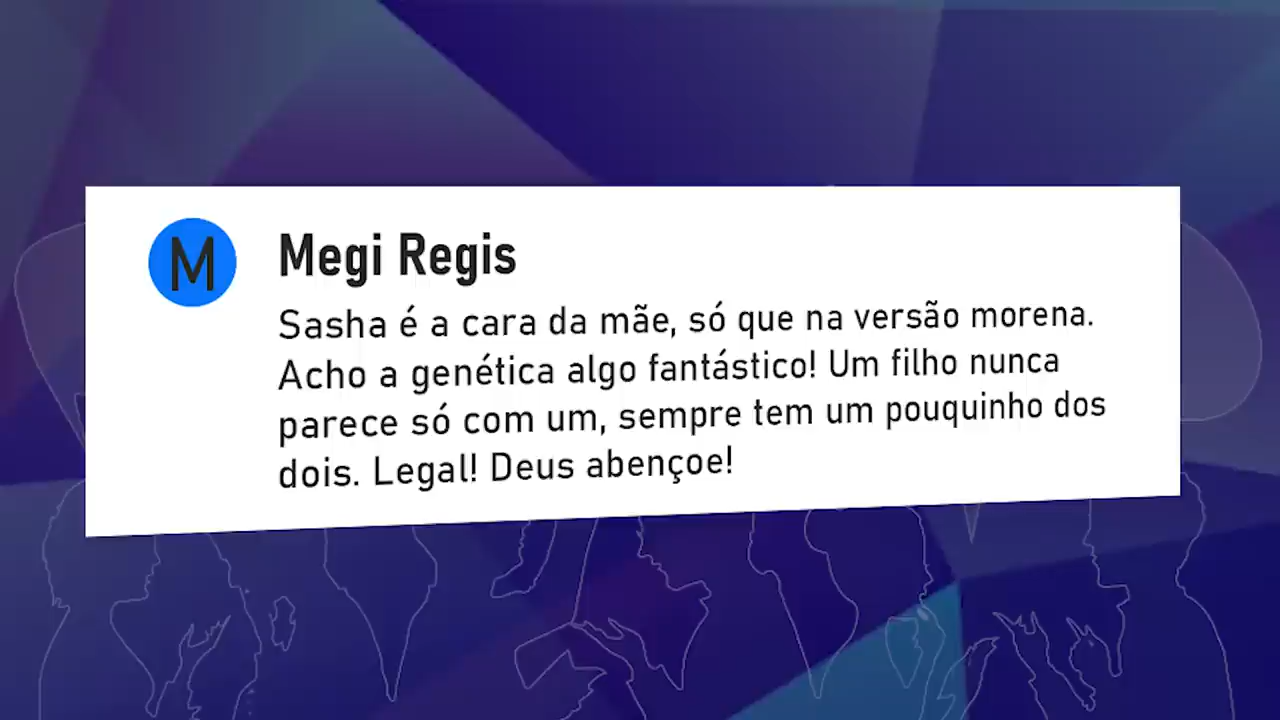 M
Megi Regis
Sasha é a cara da mãe, só que na versão morena.
Acho a genética algo fantástico! Um filho nunca
parece só com um, sempre tem um pouquinho dos
dois. Legal! Deus abençoe!